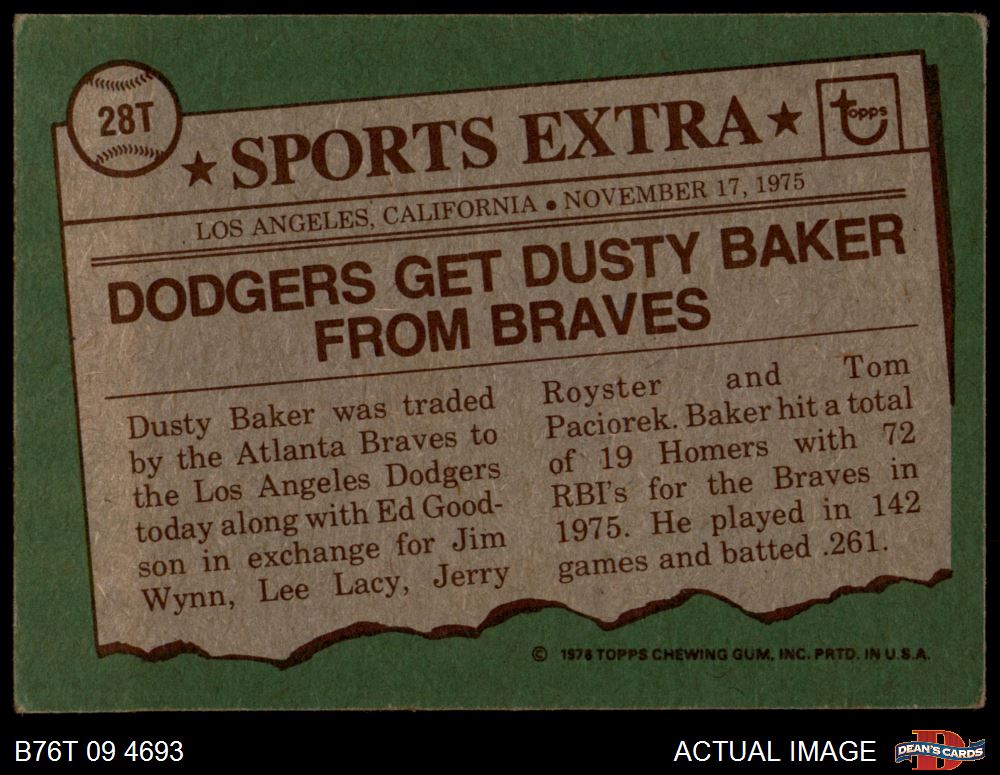 28T
★ SPORTS EXTRA ★
topps
LOS ANGELES, CALIFORNIA ● NOVEMBER 17, 1975
DODGERS GET DUSTY BAKER
FROM BRAVES
Dusty Baker was traded
by the Atlanta Braves to
the Los Angeles Dodgers
today along with Ed Good-
son in exchange for Jim
Wynn, Lee Lacy, Jerry
Royster and Tom
Paciorek. Baker hit a total
of 19 Homers with 72
RBI's for the Braves in
1975. He played in 142
games and batted .261.
© 1976 TOPPS CHEWING GUM, INC. PRTD. IN U.S.A.
B76T 09 4693
ACTUAL IMAGE
D
DEAN'S CARDS